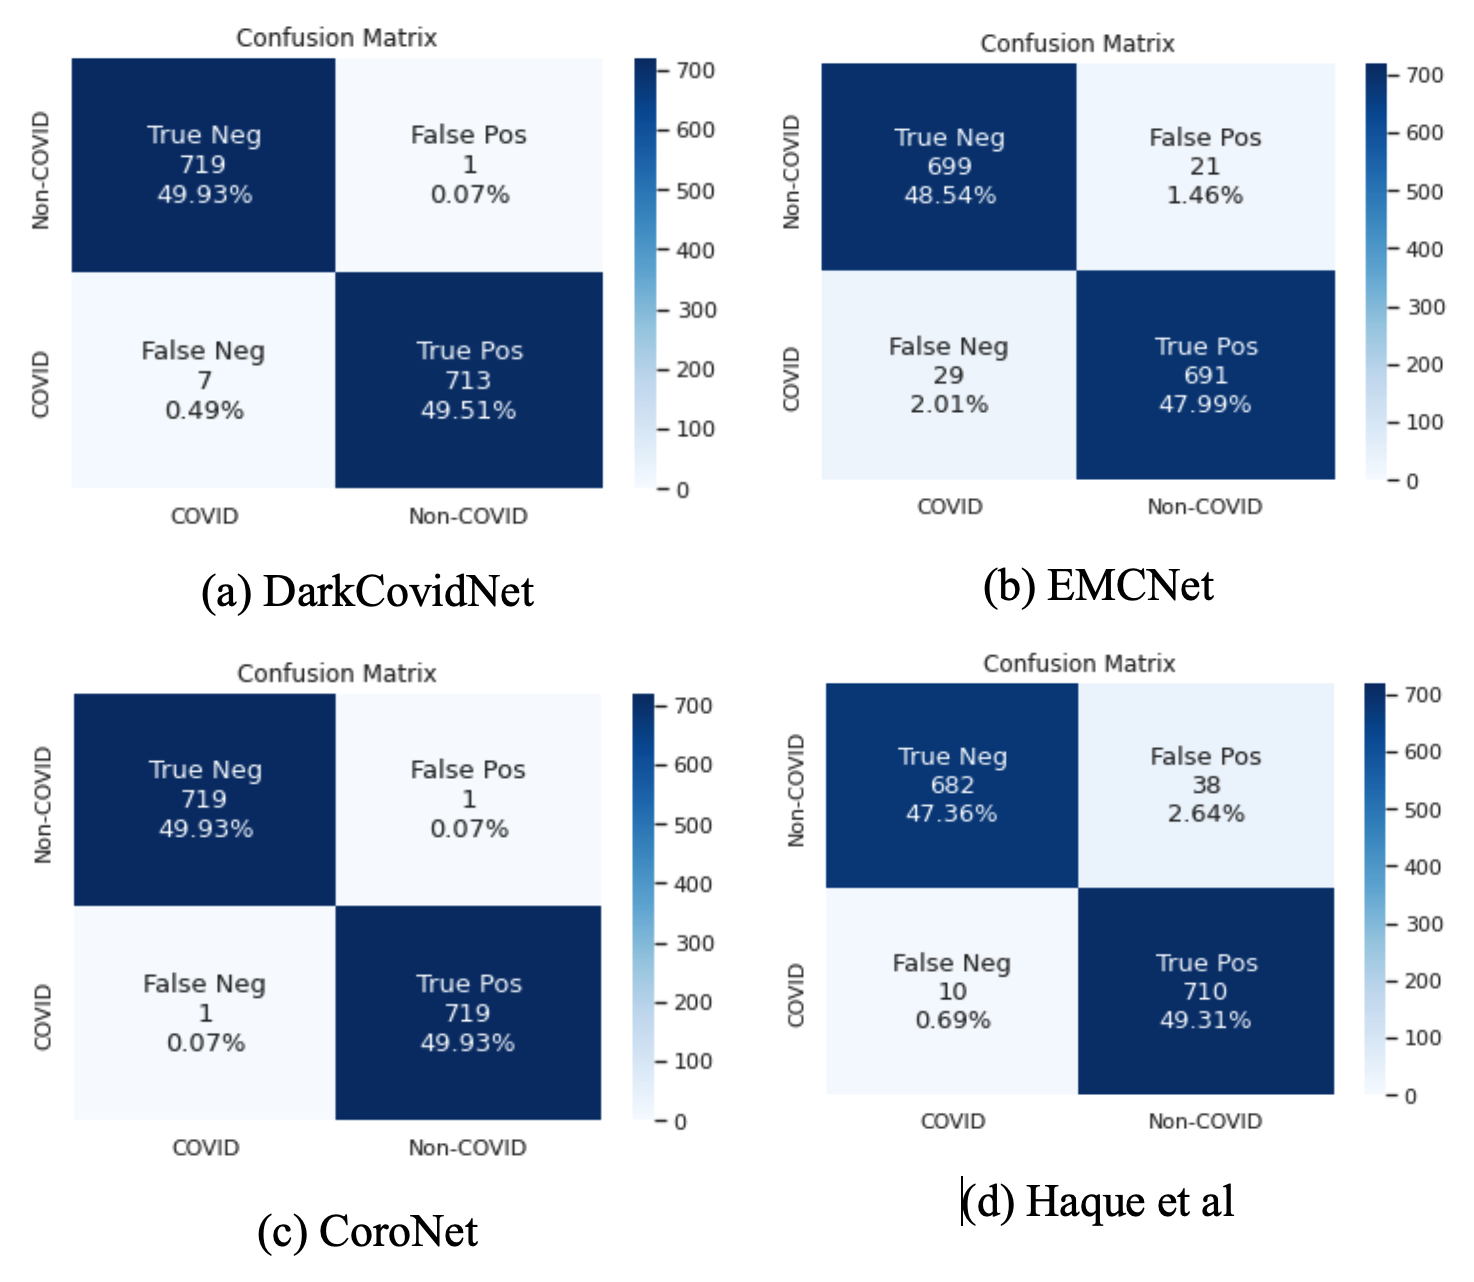 Confusion Matrix
Non-COVID
COVID
True Neg
719
49.93%
False Pos
1
0.07%
False Neg
7
0.49%
True Pos
713
49.51%
COVID
Non-COVID
700
600
500
400
300
200
100
0
(a) DarkCovidNet
Confusion Matrix
Non-COVID
COVID
True Neg
699
48.54%
False Pos
21
1.46%
False Neg
29
2.01%
True Pos
691
47.99%
COVID
Non-COVID
700
600
500
400
300
200
100
0
(b) EMCNet
Confusion Matrix
Non-COVID
COVID
True Neg
719
49.93%
False Pos
1
0.07%
False Neg
1
0.07%
True Pos
719
49.93%
COVID
Non-COVID
700
600
500
400
300
200
100
0
(c) CoroNet
Confusion Matrix
Non-COVID
COVID
True Neg
682
47.36%
False Pos
38
2.64%
False Neg
10
0.69%
True Pos
710
49.31%
COVID
Non-COVID
700
600
500
400
300
200
100
0
(d) Haque et al